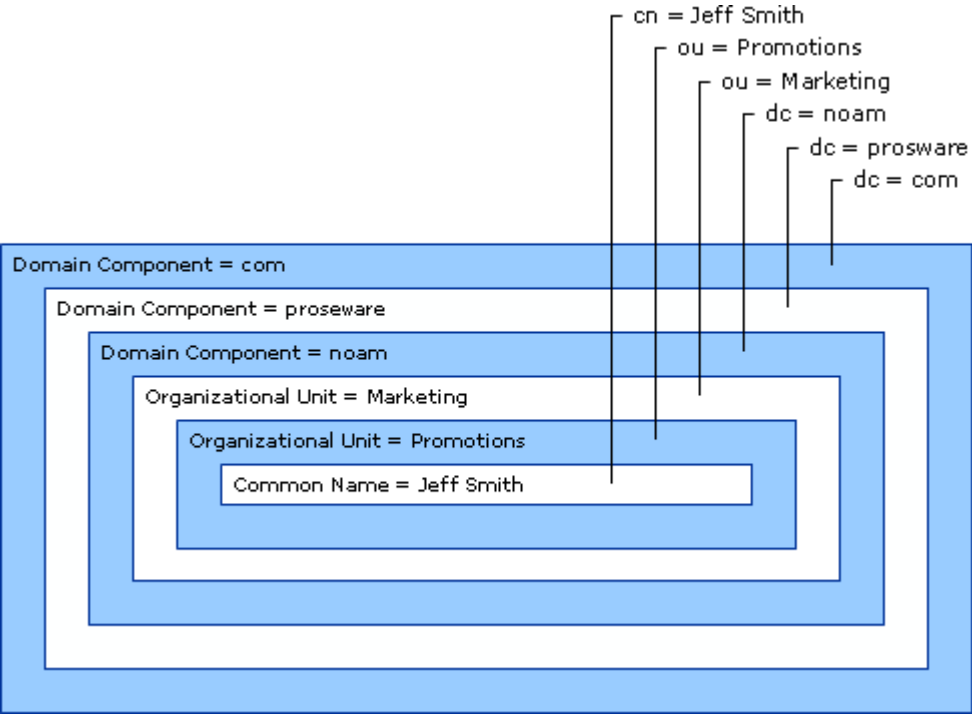 cn = Jeff Smith
ou = Promotions
ou = Marketing
dc = noam
dc = prosware
dc = com
Domain Component = com
Domain Component = proseware
Domain Component = noam
Organizational Unit = Marketing
Organizational Unit = Promotions
Common Name = Jeff Smith